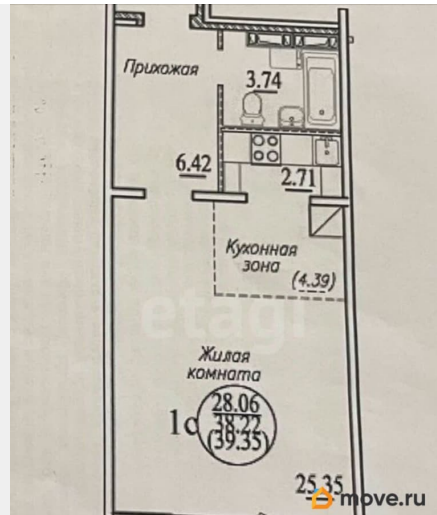 Прихожая
3.74
6.42
2.71
Кухонная
зона
(4.39)
etagi
Жилая
комната
1с
28.06
38.22
(39.35)
25.35
move.ru